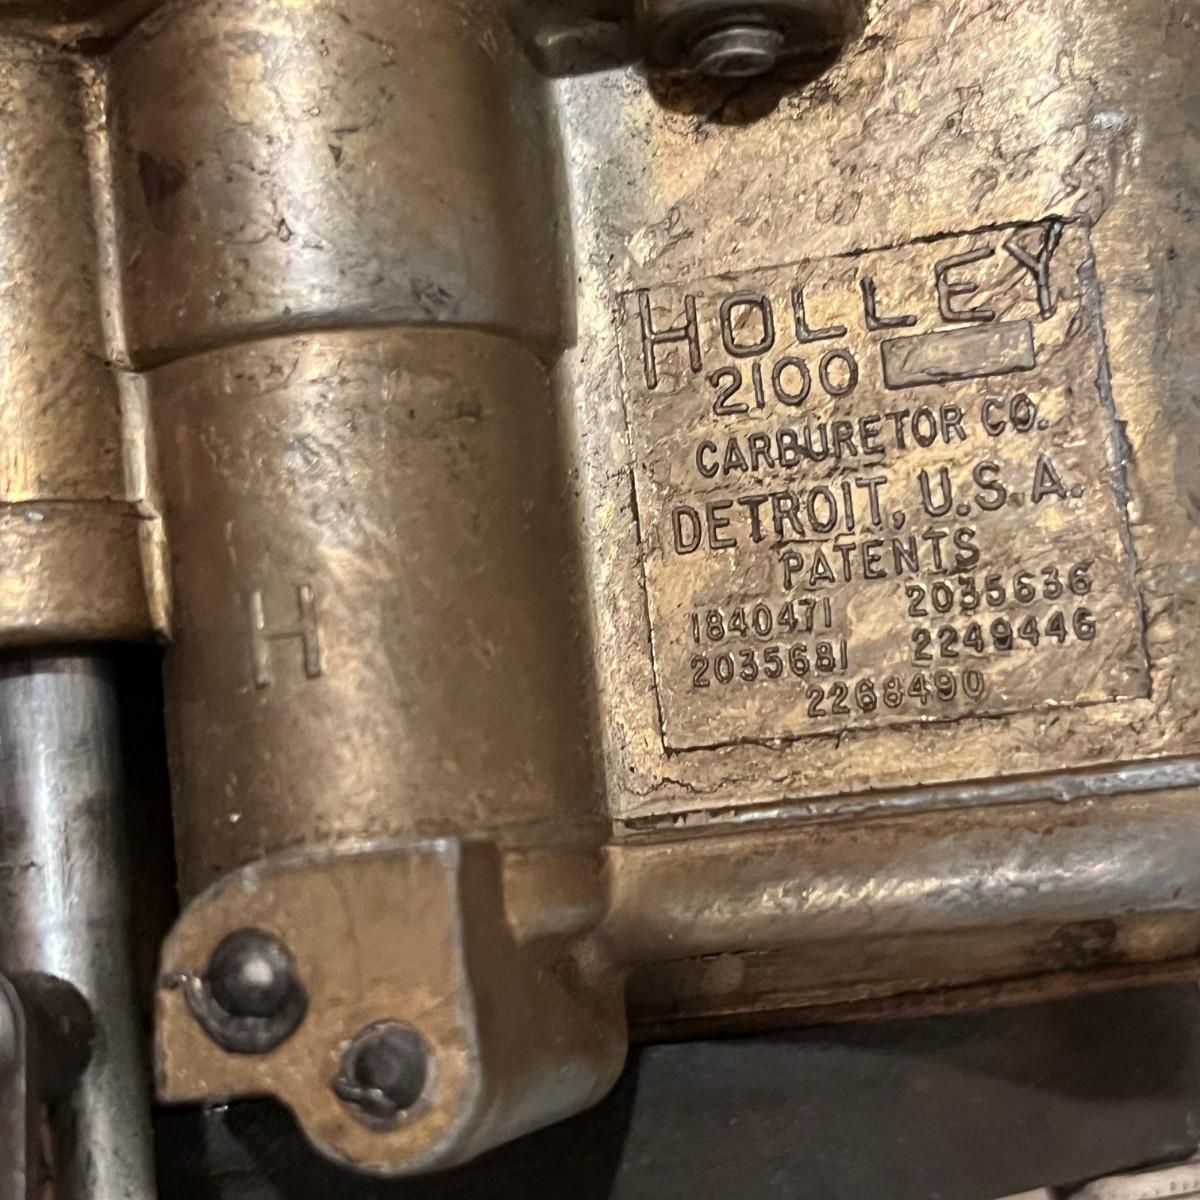 HOLLEY
2100
CARBURETOR CO.
DETROIT, U.S.A.
PATENTS
1840471 2035636
2035681 2249446
2268490
H